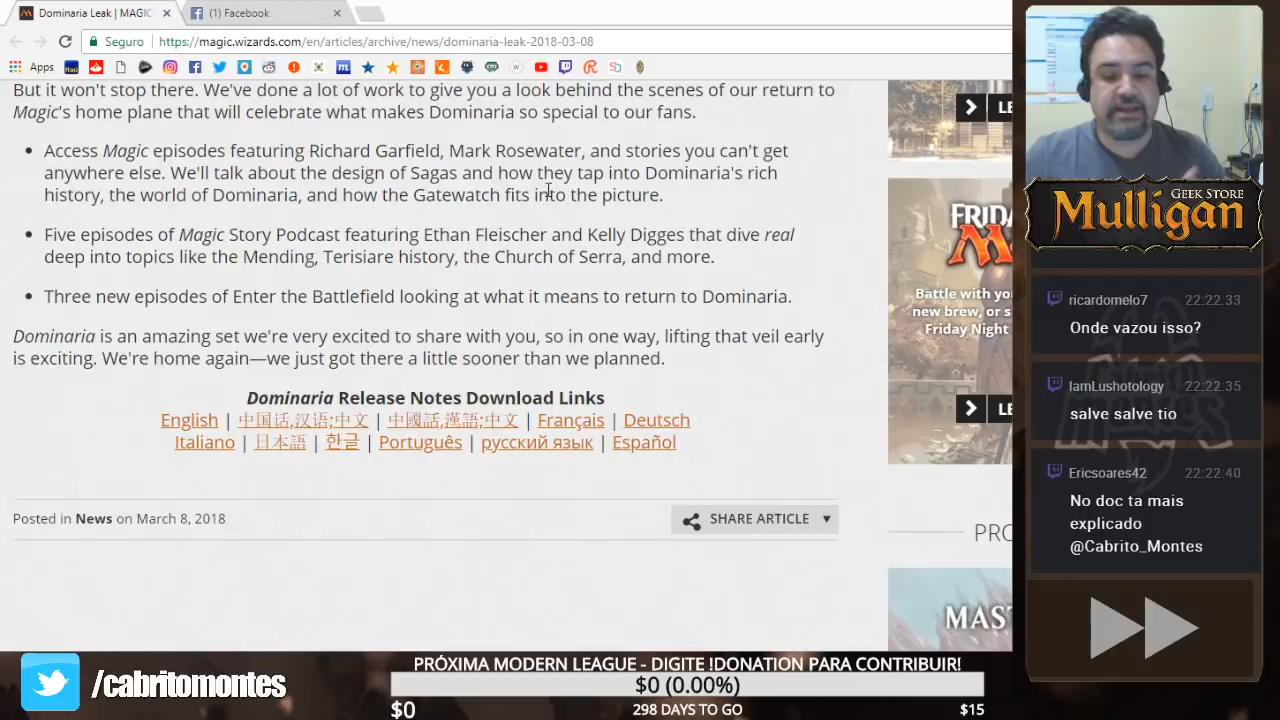 Dominaria Leak | MAGIC
(1) Facebook
Seguro
https://magic.wizards.com/en/articles/archive/news/dominaria-leak-2018-03-08
Apps
But it won't stop there. We've done a lot of work to give you a look behind the scenes of our return to
Magic's home plane that will celebrate what makes Dominaria so special to our fans.
Access Magic episodes featuring Richard Garfield, Mark Rosewater, and stories you can't get
anywhere else. We'll talk about the design of Sagas and how they tap into Dominaria's rich
history, the world of Dominaria, and how the Gatewatch fits into the picture.
Five episodes of Magic Story Podcast featuring Ethan Fleischer and Kelly Digges that dive real
deep into topics like the Mending, Terisiare history, the Church of Serra, and more.
Three new episodes of Enter the Battlefield looking at what it means to return to Dominaria.
Dominaria is an amazing set we're very excited to share with you, so in one way, lifting that veil early
is exciting. We're home again—we just got there a little sooner than we planned.
Dominaria Release Notes Download Links
English | 中国话,汉语;中文 | 中國話,漢語;中文 | Français | Deutsch
Italiano | 日本語 | 한글 | Português | русский язык | Español
Posted in News on March 8, 2018
SHARE ARTICLE
LE
FRID
Battle with you
new brew, or s
Friday Night
LE
PRO
MAST
GEEK STORE
Mulligan
ricardomelo7 22:22:33
Onde vazou isso?
IamLushotology 22:22:35
salve salve tio
Ericsoares42 22:22:40
No doc ta mais
explicado
@Cabrito_Montes
/cabritomontes
PRÓXIMA MODERN LEAGUE - DIGITE !DONATION PARA CONTRIBUIR!
$0 (0.00%)
$0 298 DAYS TO GO $15